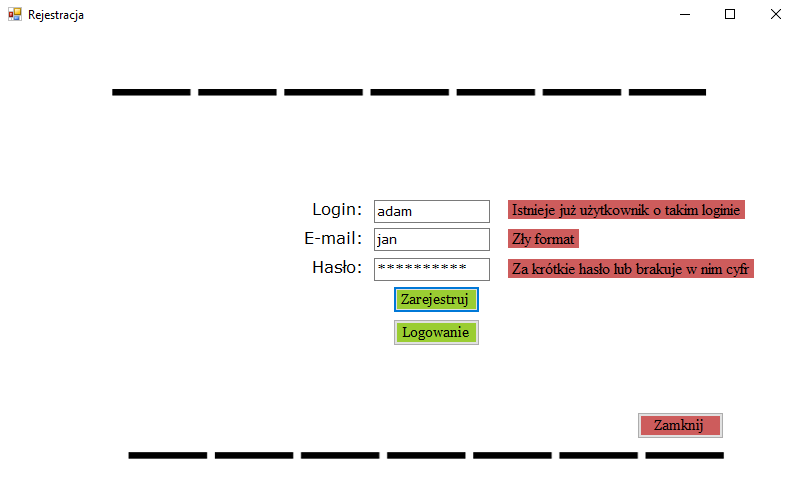 Rejestracja
Login: adam Istnieje już użytkownik o takim loginie
E-mail: jan Zły format
Hasło: ********** Za krótkie hasło lub brakuje w nim cyfr
Zarejestruj
Logowanie
Zamknij